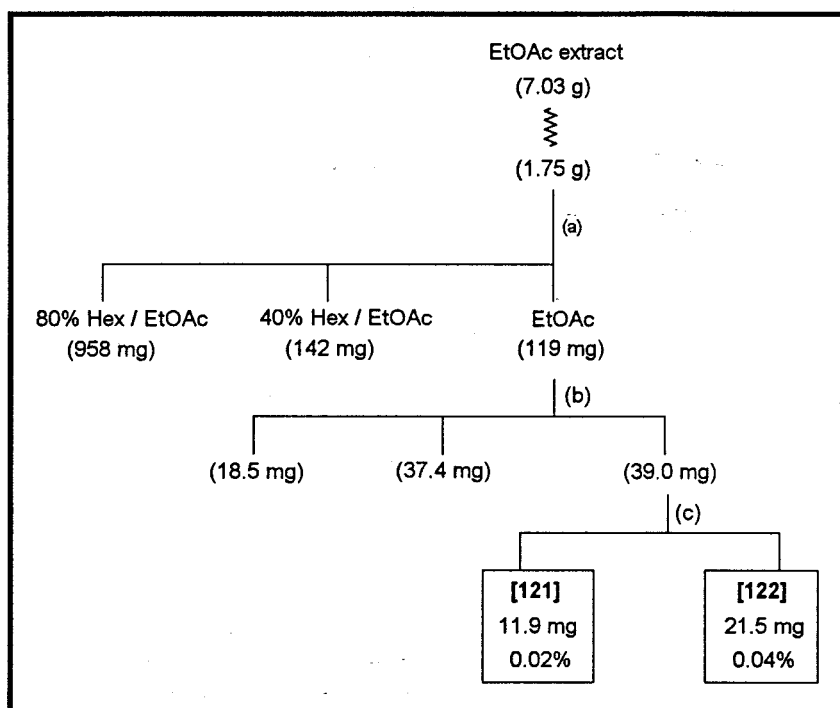 EtOAc extract
(7.03 g)
(1.75 g)
(a)
80% Hex / EtOAc
(958 mg)
40% Hex / EtOAc
(142 mg)
EtOAc
(119 mg)
(b)
(18.5 mg)
(37.4 mg)
(39.0 mg)
(c)
[121]
11.9 mg
0.02%
[122]
21.5 mg
0.04%